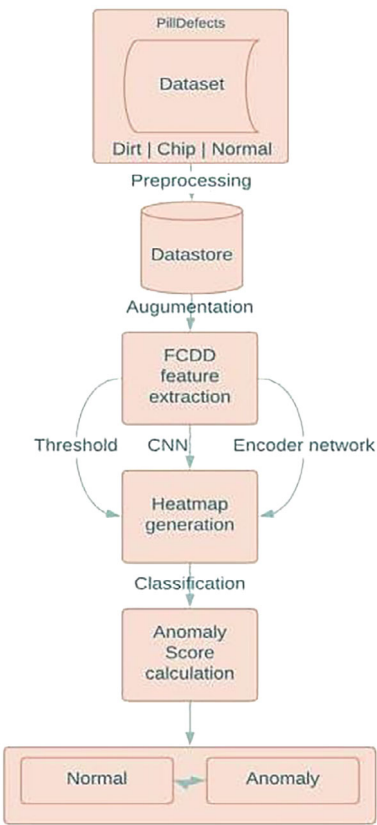 PillDefects
Dataset
Dirt | Chip | Normal
Preprocessing
Datastore
Augumentation
FCDD
feature
extraction
Threshold CNN Encoder network
Heatmap
generation
Classification
Anomaly
Score
calculation
Normal Anomaly